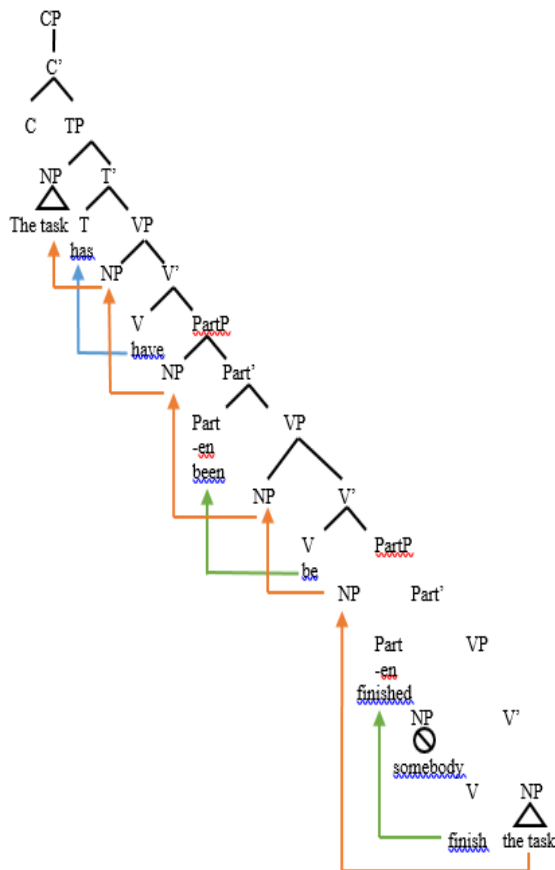 CP
C’
C TP
NP T’
The task T VP
has
NP V’
V PartP
have
NP Part’
Part VP
-en
been
NP V’
V PartP
be
NP Part’
Part VP
-en
finished
NP V’
somebody
V NP
finish the task